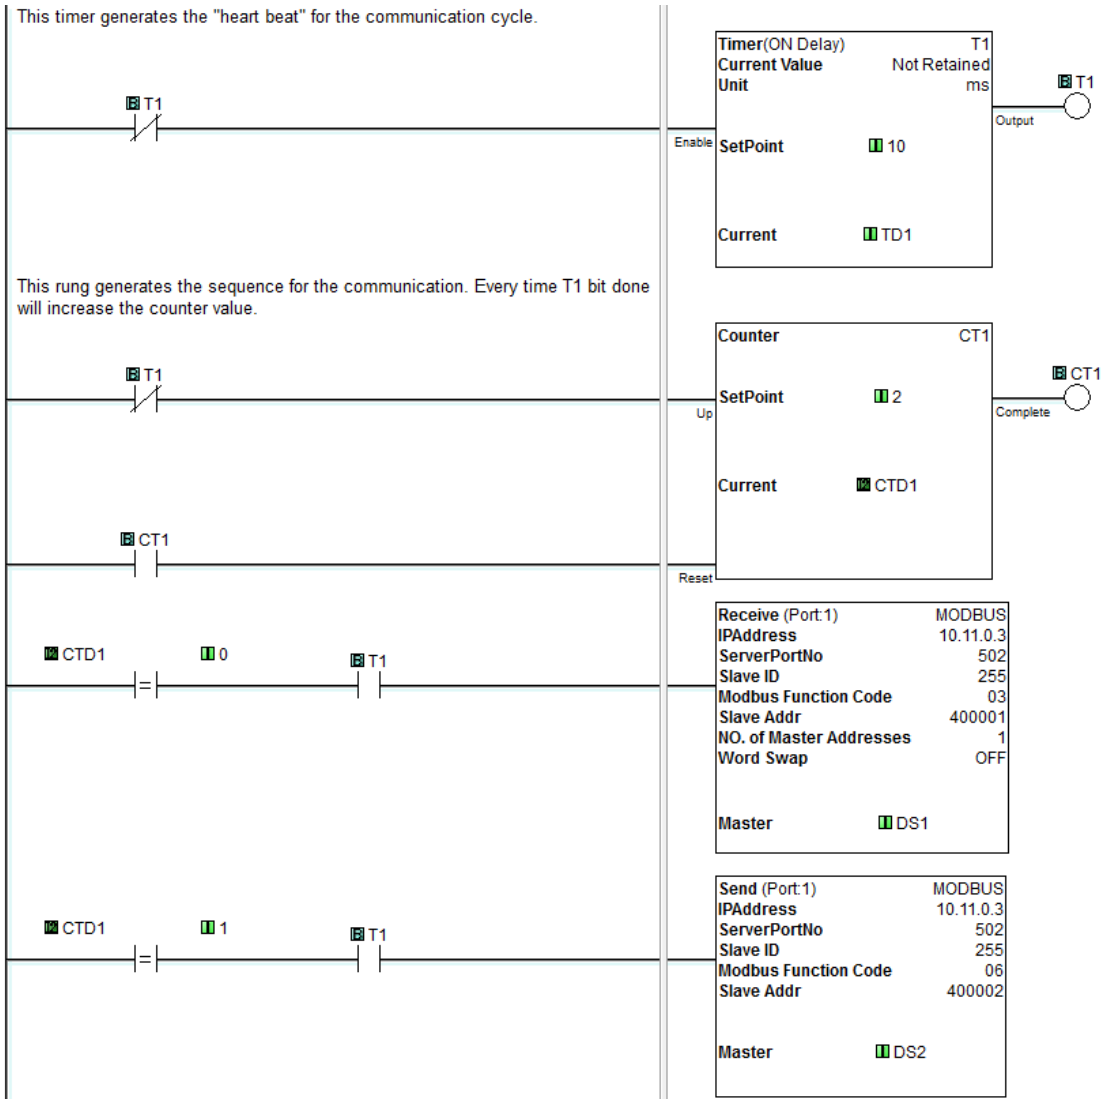 This timer generates the "heart beat" for the communication cycle.
Timer(ON Delay) T1
Current Value Not Retained
Unit ms
T1
T1
Output
Enable
SetPoint 10
Current TD1
This rung generates the sequence for the communication. Every time T1 bit done
will increase the counter value.
Counter CT1
T1
CT1
SetPoint 2
Up
Complete
Current CTD1
CT1
Reset
Receive (Port:1) MODBUS
IPAddress 10.11.0.3
ServerPortNo 502
Slave ID 255
Modbus Function Code 03
Slave Addr 400001
NO. of Master Addresses 1
Word Swap OFF
CTD1 0 T1
=
Master DS1
Send (Port:1) MODBUS
IPAddress 10.11.0.3
ServerPortNo 502
Slave ID 255
Modbus Function Code 06
Slave Addr 400002
CTD1 1 T1
=
Master DS2